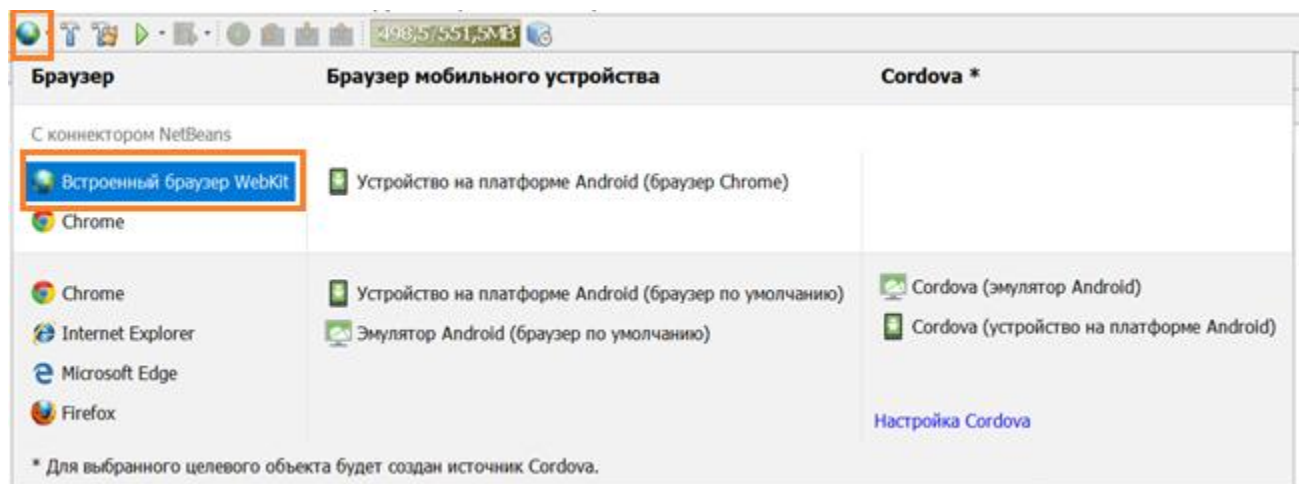 498,5/551,5MB
Браузер
Браузер мобильного устройства
Cordova *
С коннектором NetBeans
Встроенный браузер WebKit
Устройство на платформе Android (браузер Chrome)
Chrome
Chrome
Устройство на платформе Android (браузер по умолчанию)
Cordova (эмулятор Android)
Internet Explorer
Эмулятор Android (браузер по умолчанию)
Cordova (устройство на платформе Android)
Microsoft Edge
Firefox
Настройка Cordova
* Для выбранного целевого объекта будет создан источник Cordova.